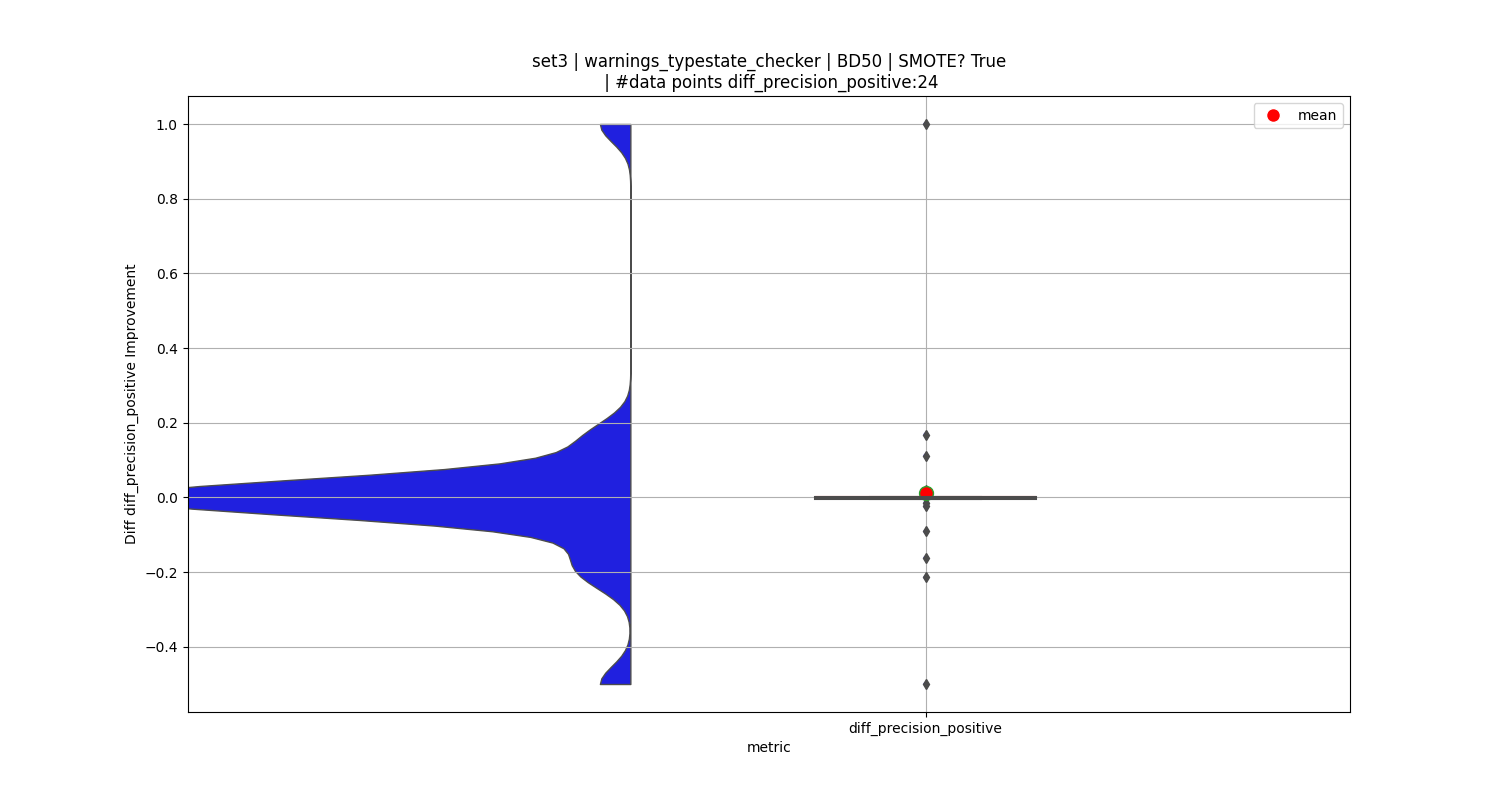 set3 | warnings_typestate_checker | BD50 | SMOTE? True
| #data points diff_precision_positive:24
mean
1.0
0.8
0.6
0.4
0.2
0.0
−0.2
−0.4
Diff diff_precision_positive Improvement
diff_precision_positive
metric